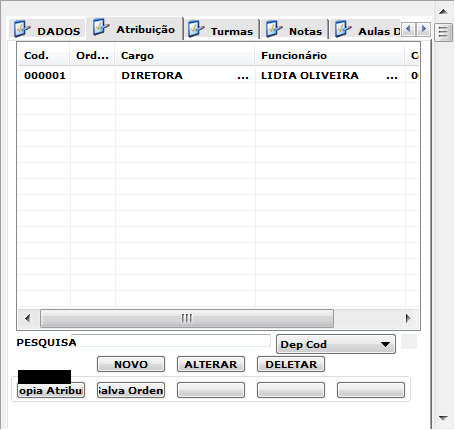 DADOS Atribuição Turmas Notas Aulas D
Cod. Ord... Cargo Funcionário C
000001 DIRETORA ... LIDIA OLIVEIRA ... 0
PESQUISA Dep Cod
NOVO ALTERAR DELETAR
opia Atribu Salva Orden